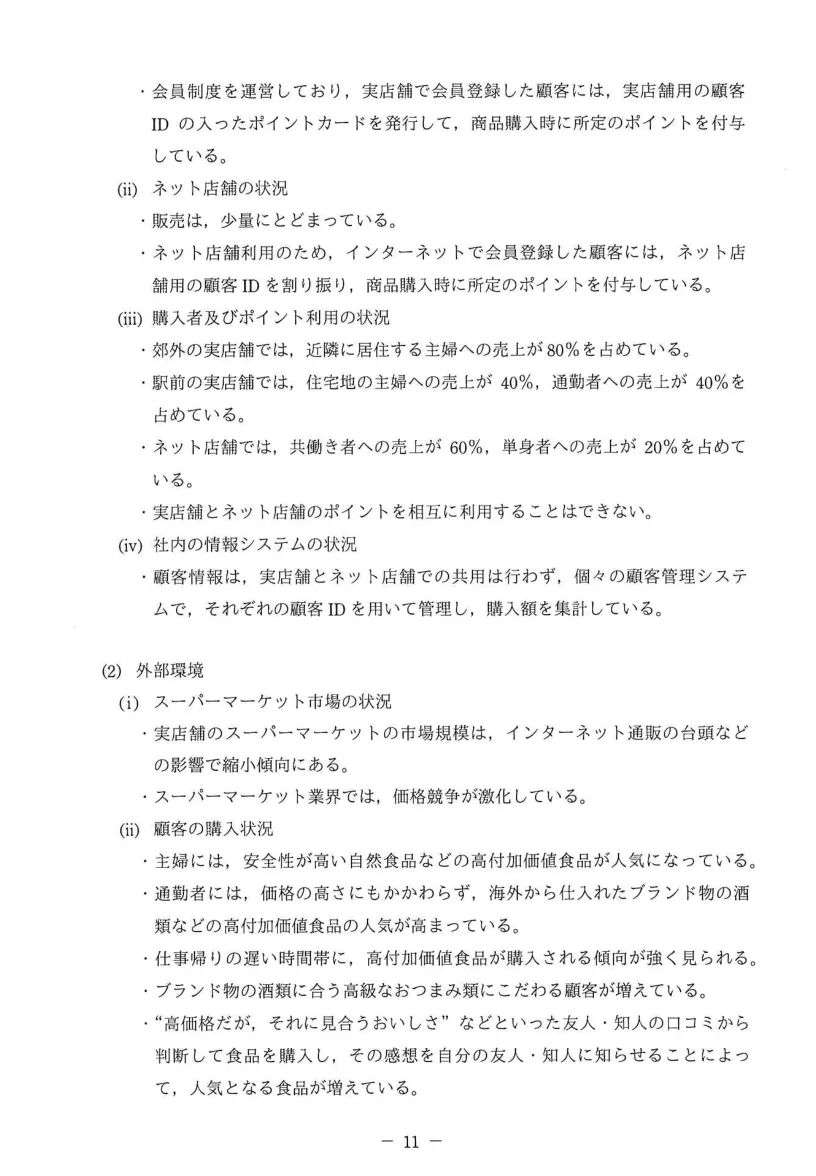 ・会員制度を運営しており，実店舗で会員登録した顧客には，実店舗用の顧客
ID の入ったポイントカードを発行して，商品購入時に所定のポイントを付与
している。
(ii) ネット店舗の状況
・販売は，少量にとどまっている。
・ネット店舗利用のため，インターネットで会員登録した顧客には，ネット店
舗用の顧客 ID を割り振り，商品購入時に所定のポイントを付与している。
(iii) 購入者及びポイント利用の状況
・郊外の実店舗では，近隣に居住する主婦への売上が 80％を占めている。
・駅前の実店舗では，住宅地の主婦への売上が 40％，通勤者への売上が 40％を
占めている。
・ネット店舗では，共働き者への売上が 60％，単身者への売上が 20％を占めて
いる。
・実店舗とネット店舗のポイントを相互に利用することはできない。
(iv) 社内の情報システムの状況
・顧客情報は，実店舗とネット店舗での共用は行わず，個々の顧客管理システ
ムで，それぞれの顧客 ID を用いて管理し，購入額を集計している。
(2) 外部環境
(i) スーパーマーケット市場の状況
・実店舗のスーパーマーケットの市場規模は，インターネット通販の台頭など
の影響で縮小傾向にある。
・スーパーマーケット業界では，価格競争が激化している。
(ii) 顧客の購入状況
・主婦には，安全性が高い自然食品などの高付加価値食品が人気になっている。
・通勤者には，価格の高さにもかかわらず，海外から仕入れたブランド物の酒
類などの高付加価値食品の人気が高まっている。
・仕事帰りの遅い時間帯に，高付加価値食品が購入される傾向が強く見られる。
・ブランド物の酒類に合う高級なおつまみ類にこだわる顧客が増えている。
・“高価格だが，それに見合うおいしさ” などといった友人・知人の口コミから
判断して食品を購入し，その感想を自分の友人・知人に知らせることによっ
て，人気となる食品が増えている。
－ 11 －